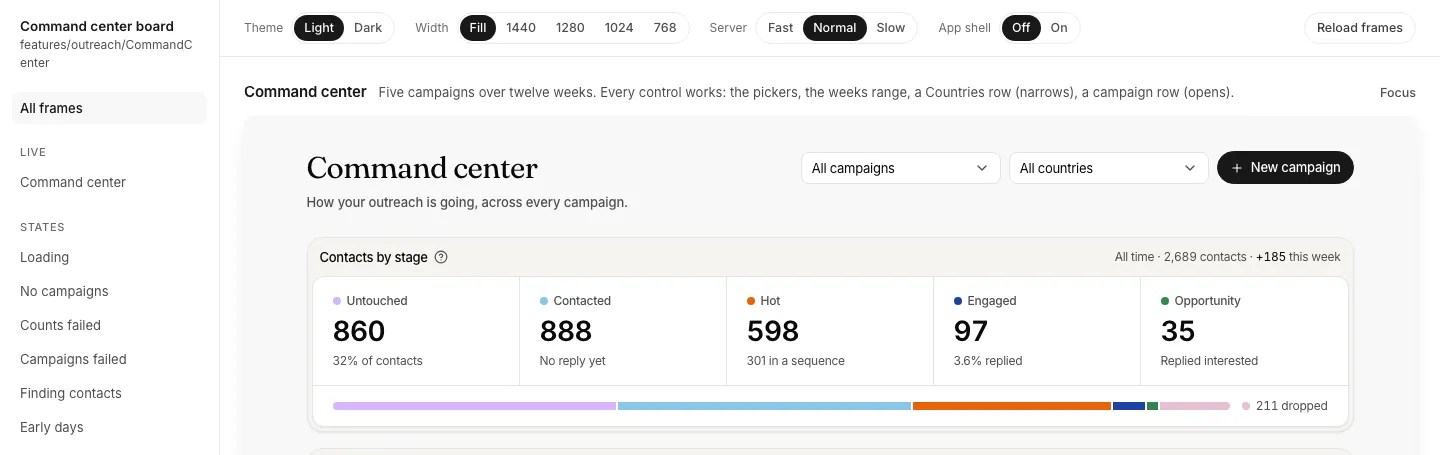 Command center board
features/outreach/CommandC
enter
All frames
LIVE
Command center
STATES
Loading
No campaigns
Counts failed
Campaigns failed
Finding contacts
Early days
Theme Light Dark Width Fill 1440 1280 1024 768 Server Fast Normal Slow App shell Off On Reload frames
Command center Five campaigns over twelve weeks. Every control works: the pickers, the weeks range, a Countries row (narrows), a campaign row (opens). Focus
Command center
All campaigns All countries + New campaign
How your outreach is going, across every campaign.
Contacts by stage All time · 2,689 contacts · +185 this week
Untouched Contacted Hot Engaged Opportunity
860 888 598 97 35
32% of contacts No reply yet 301 in a sequence 3.6% replied Replied interested
211 dropped